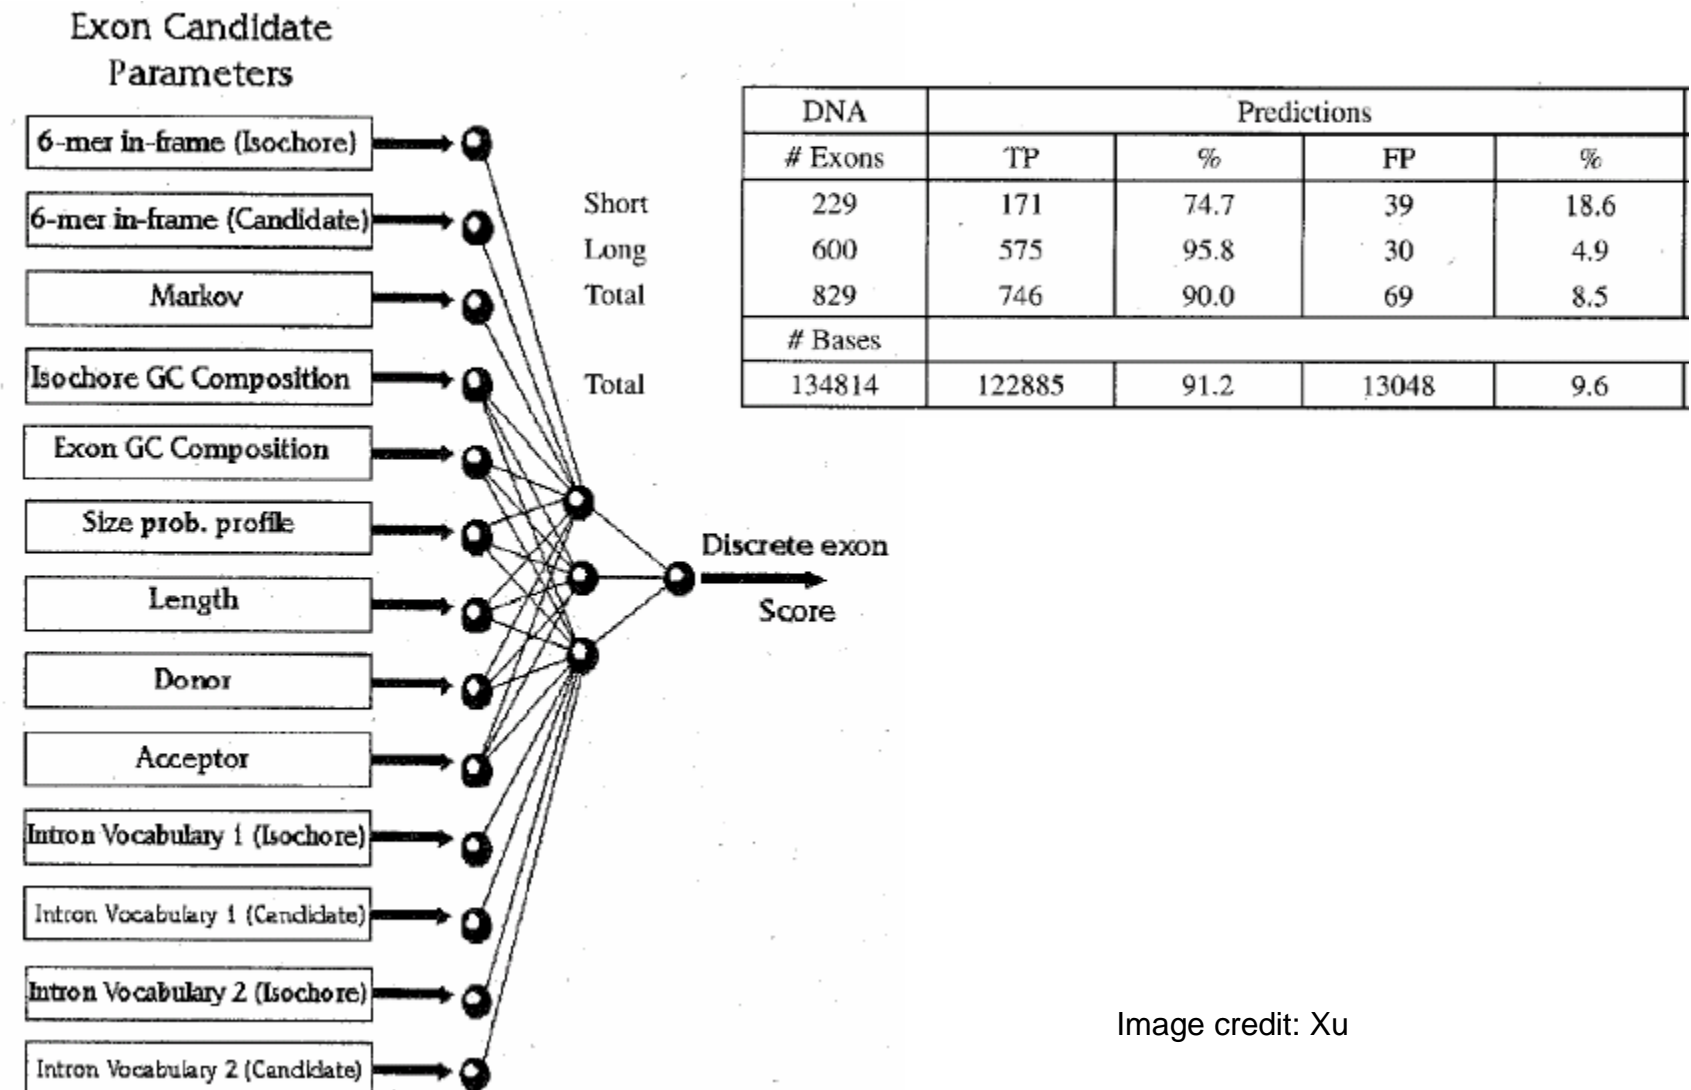 Exon Candidate
Parameters
6-mer in-frame (Isochore)
6-mer in-frame (Candidate)
Markov
Isochore GC Composition
Exon GC Composition
Size prob. profile
Length
Donor
Acceptor
Intron Vocabulary 1 (Isochore)
Intron Vocabulary 1 (Candidate)
Intron Vocabulary 2 (Isochore)
Intron Vocabulary 2 (Candidate)
Discrete exon
Score
DNA Predictions
# Exons TP % FP %
Short 229 171 74.7 39 18.6
Long 600 575 95.8 30 4.9
Total 829 746 90.0 69 8.5
# Bases
Total 134814 122885 91.2 13048 9.6
Image credit: Xu